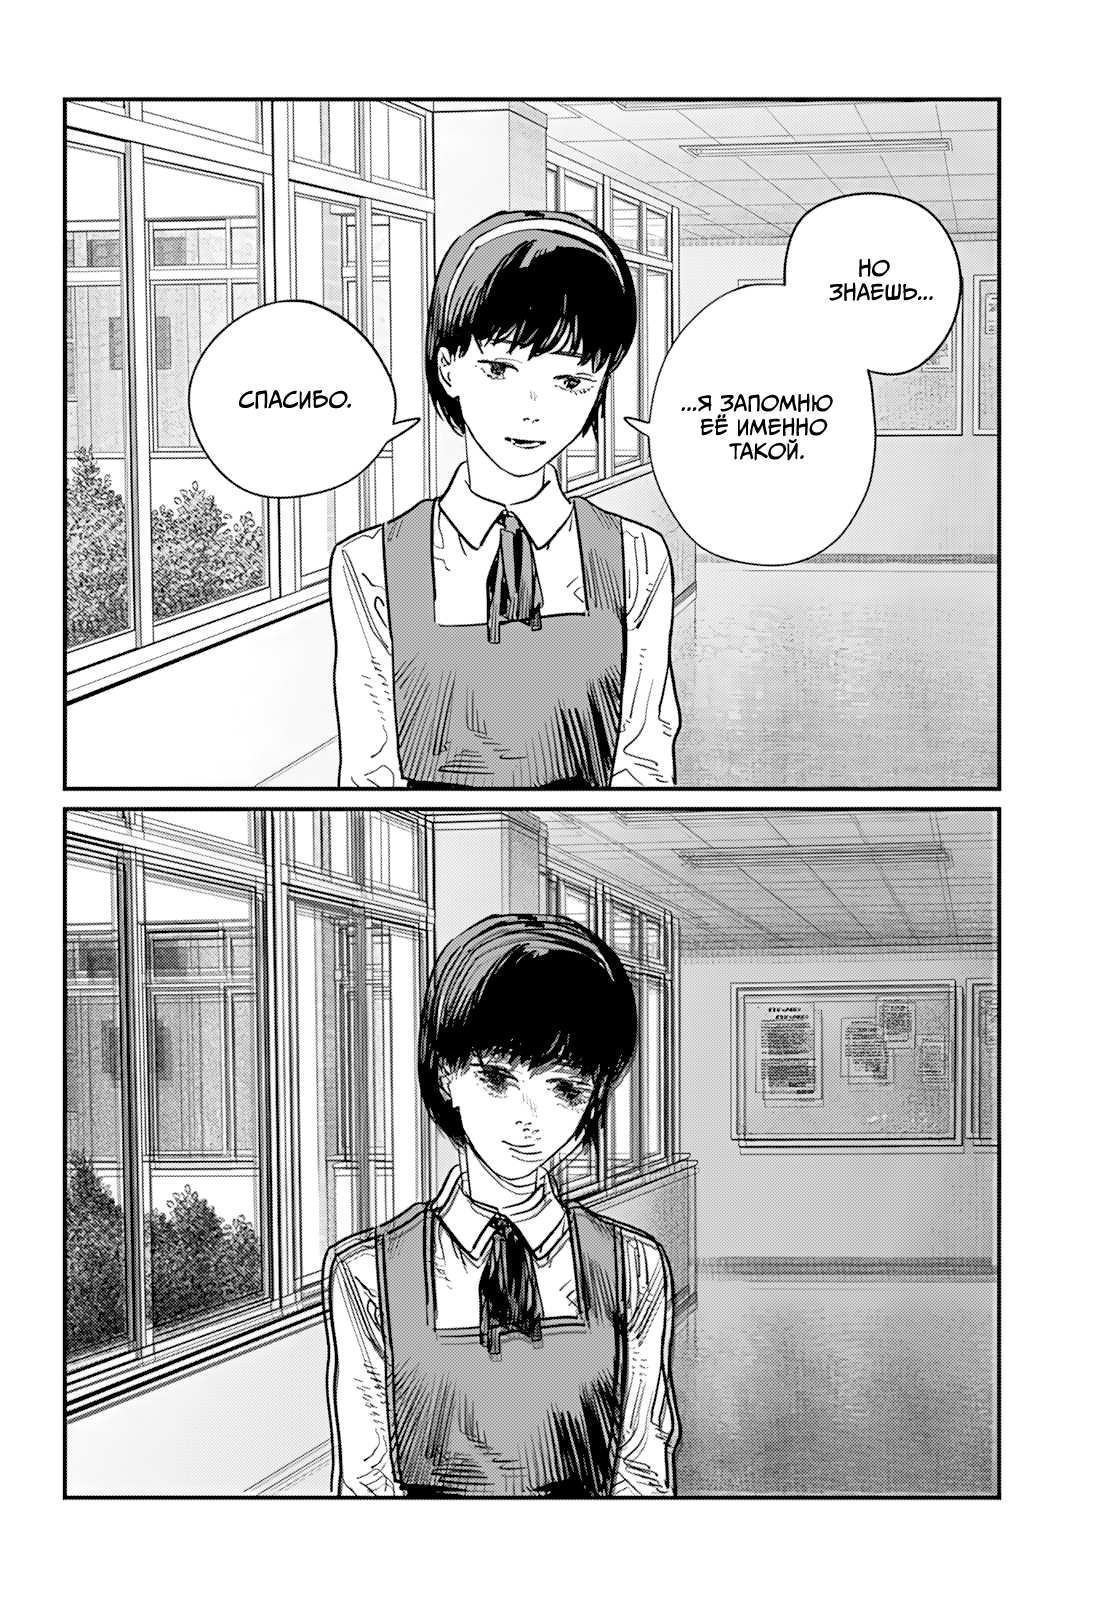 НО
ЗНАЕШЬ...
...Я ЗАПОМНЮ
ЕЁ ИМЕННО
ТАКОЙ.
СПАСИБО.